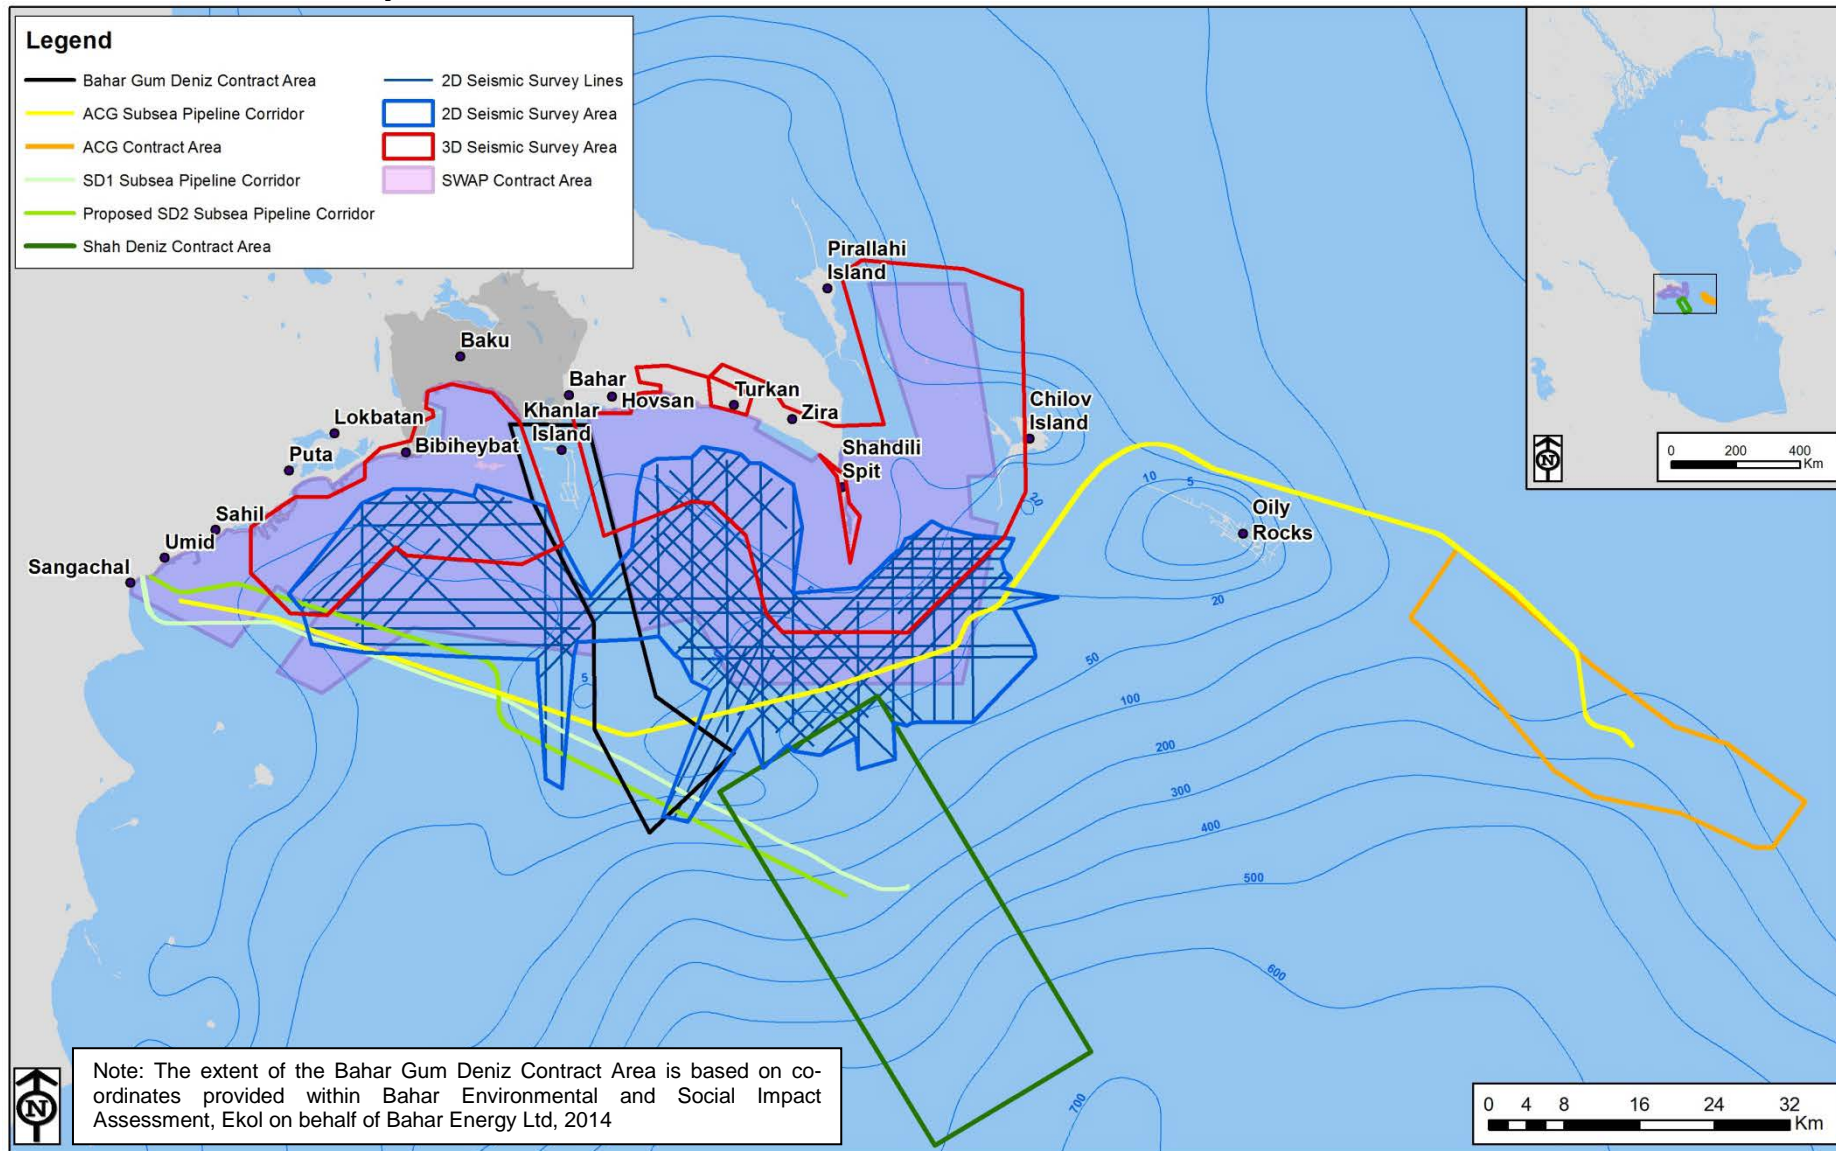 Legend
Bahar Gum Deniz Contract Area
ACG Subsea Pipeline Corridor
ACG Contract Area
SD1 Subsea Pipeline Corridor
Proposed SD2 Subsea Pipeline Corridor
Shah Deniz Contract Area
2D Seismic Survey Lines
2D Seismic Survey Area
3D Seismic Survey Area
SWAP Contract Area
N
0 200 400
Km
Pirallahi
Island
Baku
Bahar
Hovsan
Turkan
Zira
Khanlar
Island
Lokbatan
Bibiheybat
Puta
Chilov
Island
Shahdili
Spit
Sahil
Umid
Sangachal
Oily
Rocks
10
5
20
20
50
5
100
200
300
400
500
600
700
Note: The extent of the Bahar Gum Deniz Contract Area is based on co-
ordinates provided within Bahar Environmental and Social Impact
Assessment, Ekol on behalf of Bahar Energy Ltd, 2014
N
0 4 8 16 24 32
Km